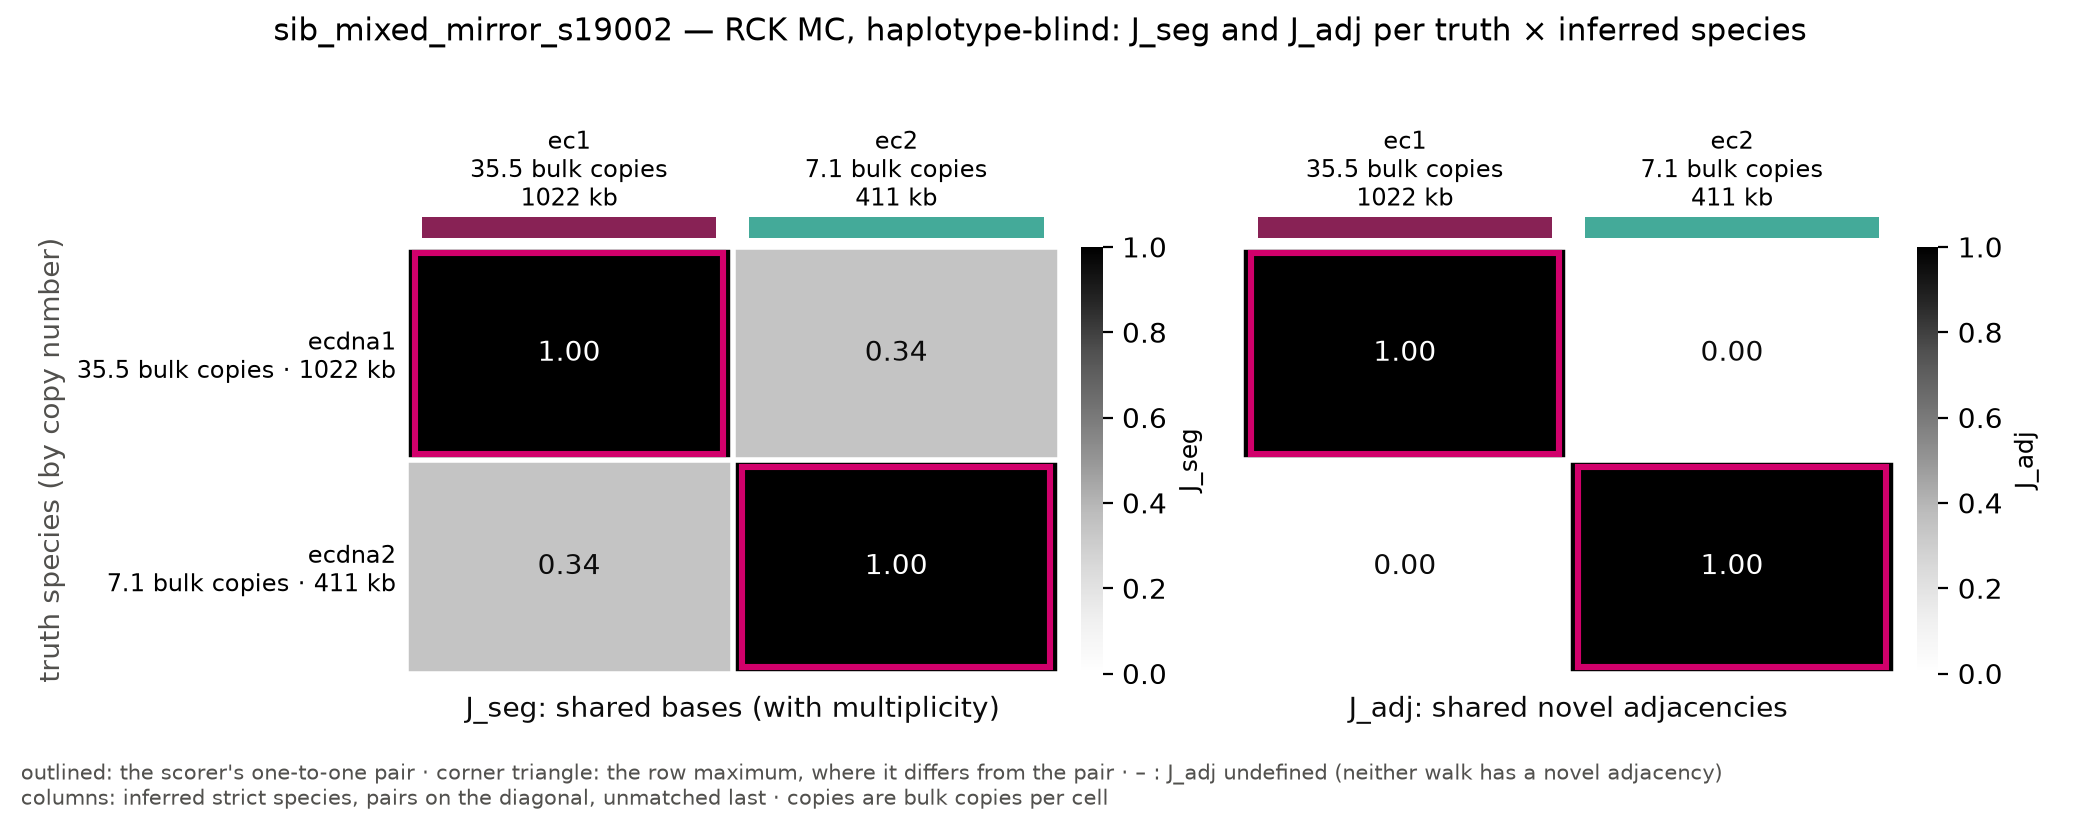 sib_mixed_mirror_s19002 — RCK MC, haplotype-blind: J_seg and J_adj per truth × inferred species
ec1
35.5 bulk copies
1022 kb
ec2
7.1 bulk copies
411 kb
ec1
35.5 bulk copies
1022 kb
ec2
7.1 bulk copies
411 kb
truth species (by copy number)
ecdna1
35.5 bulk copies · 1022 kb
ecdna2
7.1 bulk copies · 411 kb
1.00
0.34
0.34
1.00
1.0
0.8
0.6
0.4
0.2
0.0
J_seg
1.00
0.00
0.00
1.00
1.0
0.8
0.6
0.4
0.2
0.0
J_adj
J_seg: shared bases (with multiplicity)
J_adj: shared novel adjacencies
outlined: the scorer's one-to-one pair · corner triangle: the row maximum, where it differs from the pair · – : J_adj undefined (neither walk has a novel adjacency)
columns: inferred strict species, pairs on the diagonal, unmatched last · copies are bulk copies per cell